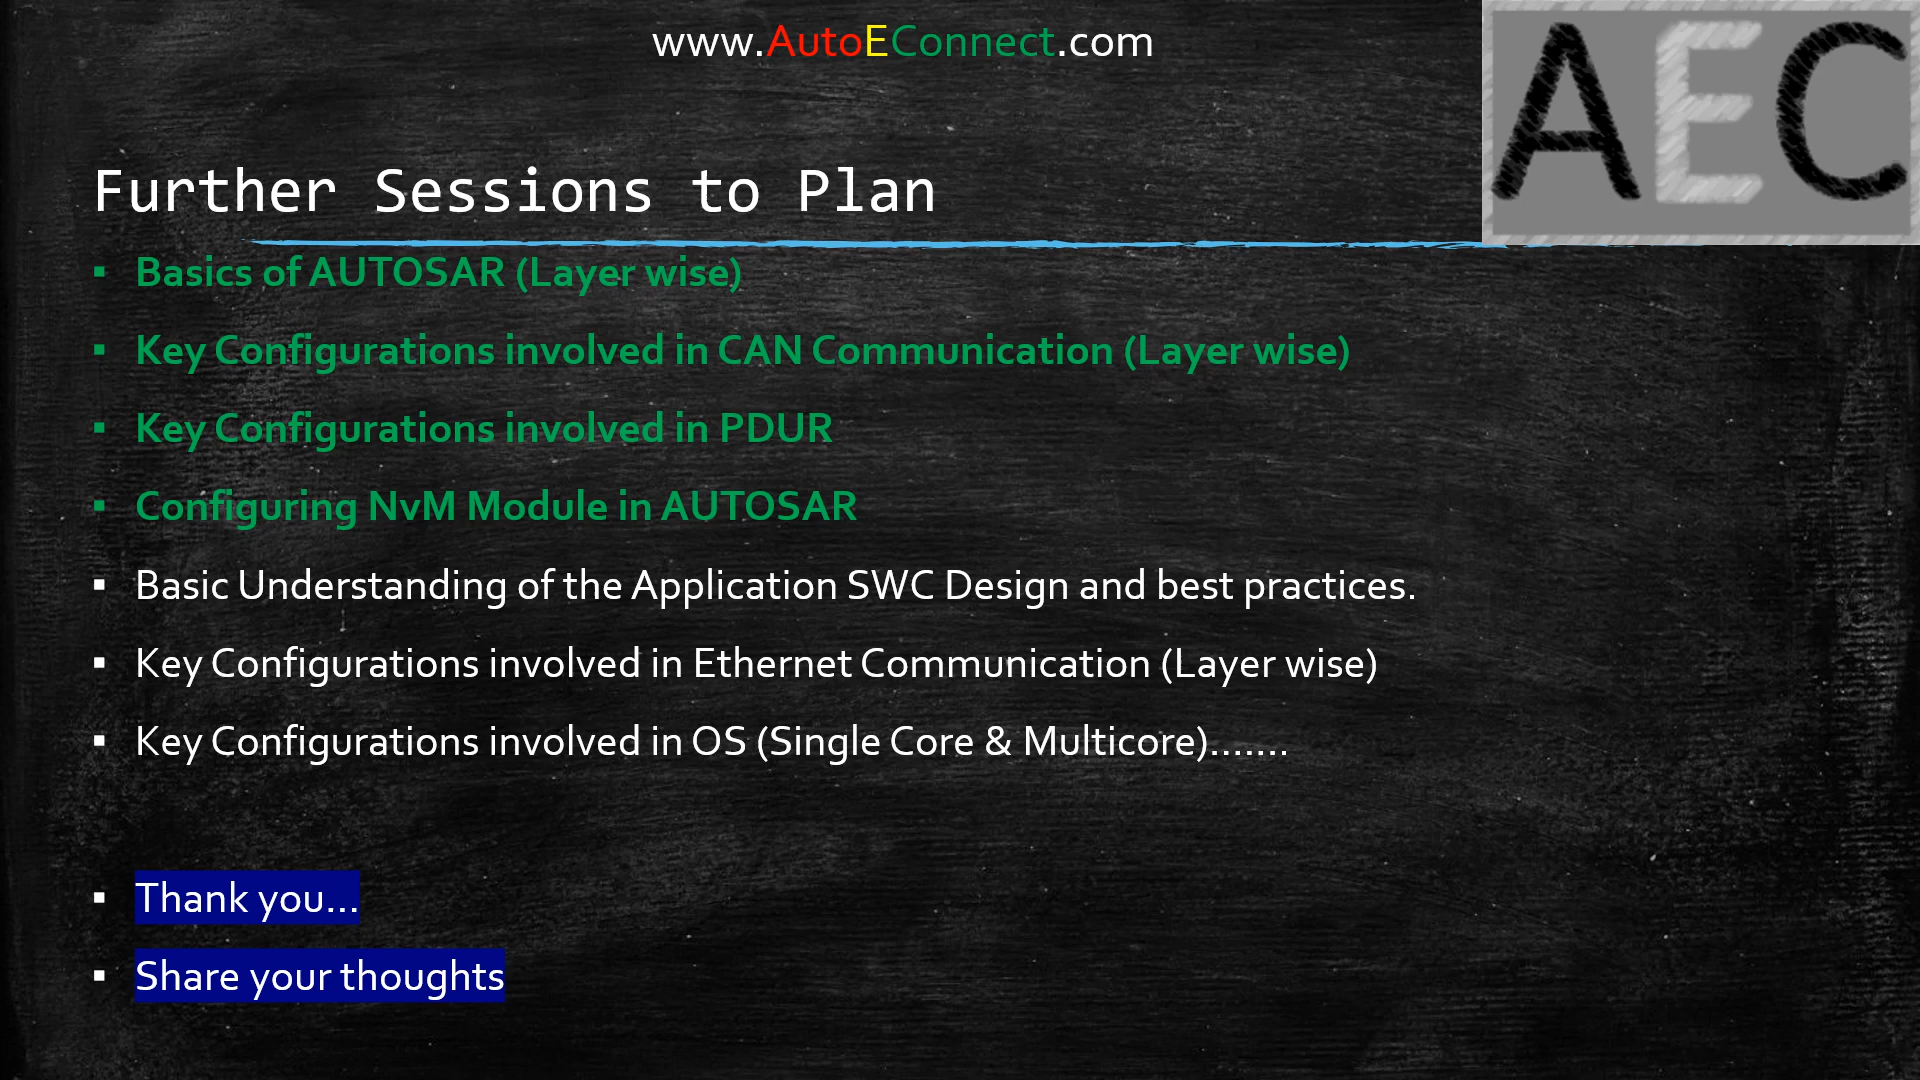 www.AutoEConnect.com
AEC
Further Sessions to Plan
▪ Basics of AUTOSAR (Layer wise)
▪ Key Configurations involved in CAN Communication (Layer wise)
▪ Key Configurations involved in PDUR
▪ Configuring NvM Module in AUTOSAR
▪ Basic Understanding of the Application SWC Design and best practices.
▪ Key Configurations involved in Ethernet Communication (Layer wise)
▪ Key Configurations involved in OS (Single Core & Multicore).......
▪ Thank you...
▪ Share your thoughts